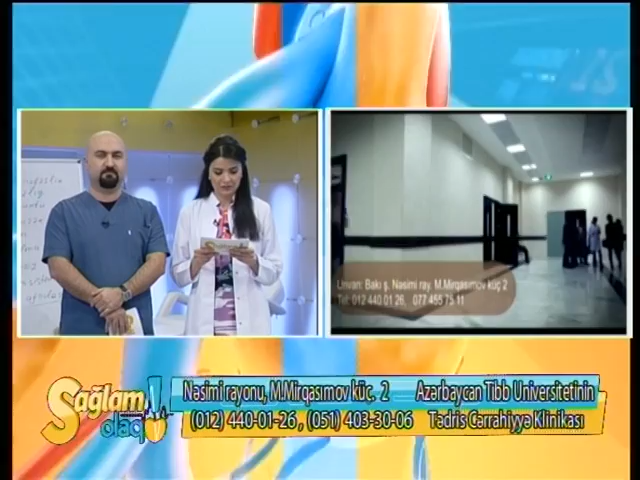 Ünvan: Bakı ş. Nəsimi ray. M.Mirqasımov küç 2
Tel: 012 440 01 26, 077 455 75 11
Sağlam
olaq!
Nəsimi rayonu, M.Mirqasımov küç. 2 — Azərbaycan Tibb Universitetinin
(012) 440-01-26 , (051) 403-30-06 Tədris Cərrahiyyə Klinikası